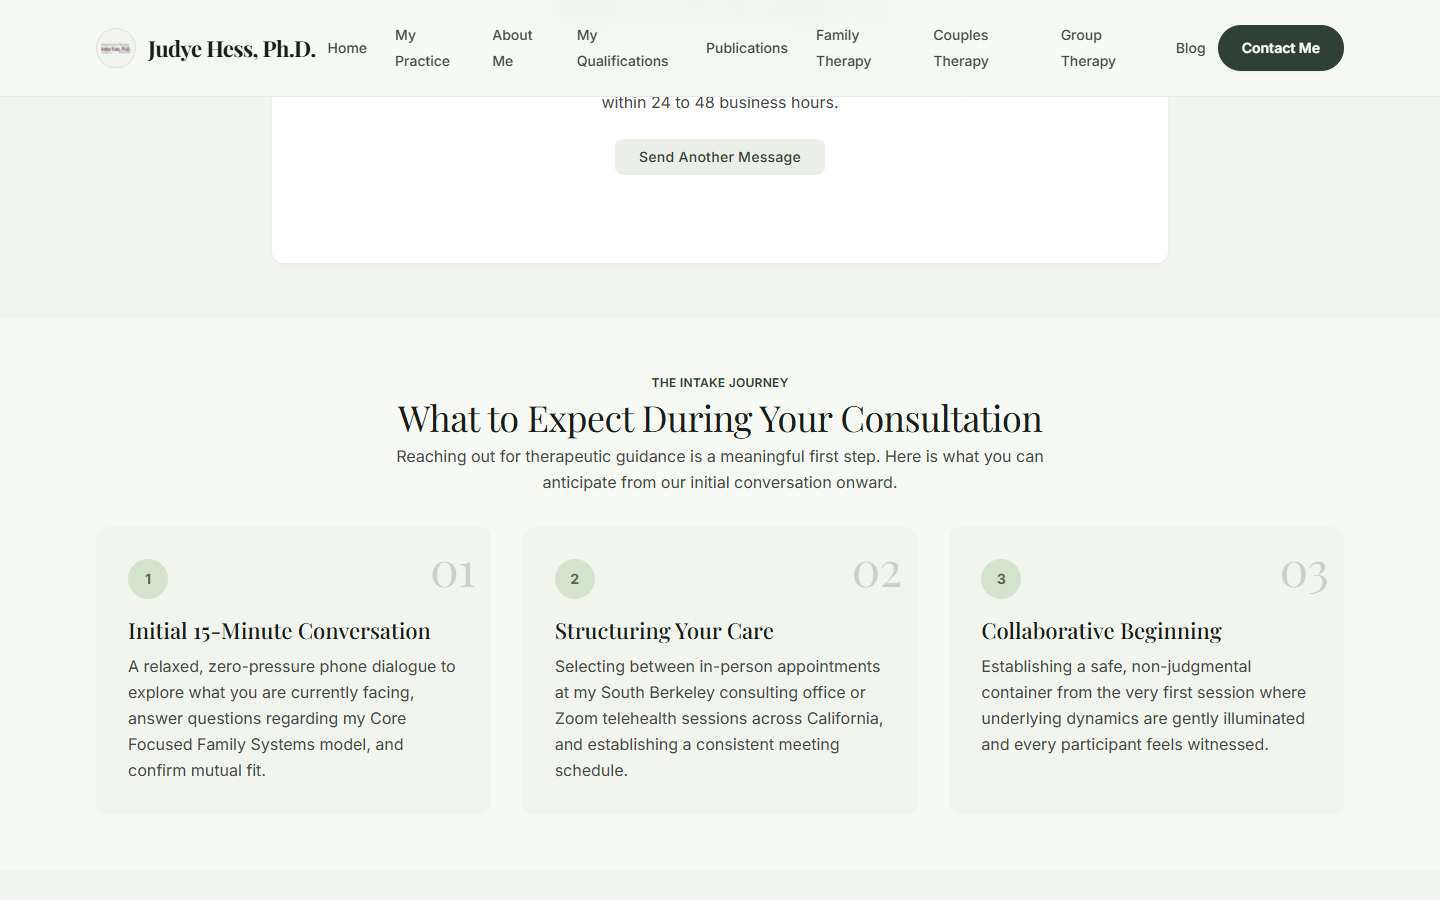 Judye Hess, Ph.D.
Home
My
Practice
About
Me
My
Qualifications
Publications
Family
Therapy
Couples
Therapy
Group
Therapy
Blog
Contact Me
within 24 to 48 business hours.
Send Another Message
THE INTAKE JOURNEY
What to Expect During Your Consultation
Reaching out for therapeutic guidance is a meaningful first step. Here is what you can
anticipate from our initial conversation onward.
1
01
Initial 15-Minute Conversation
A relaxed, zero-pressure phone dialogue to
explore what you are currently facing,
answer questions regarding my Core
Focused Family Systems model, and
confirm mutual fit.
2
02
Structuring Your Care
Selecting between in-person appointments
at my South Berkeley consulting office or
Zoom telehealth sessions across California,
and establishing a consistent meeting
schedule.
3
03
Collaborative Beginning
Establishing a safe, non-judgmental
container from the very first session where
underlying dynamics are gently illuminated
and every participant feels witnessed.